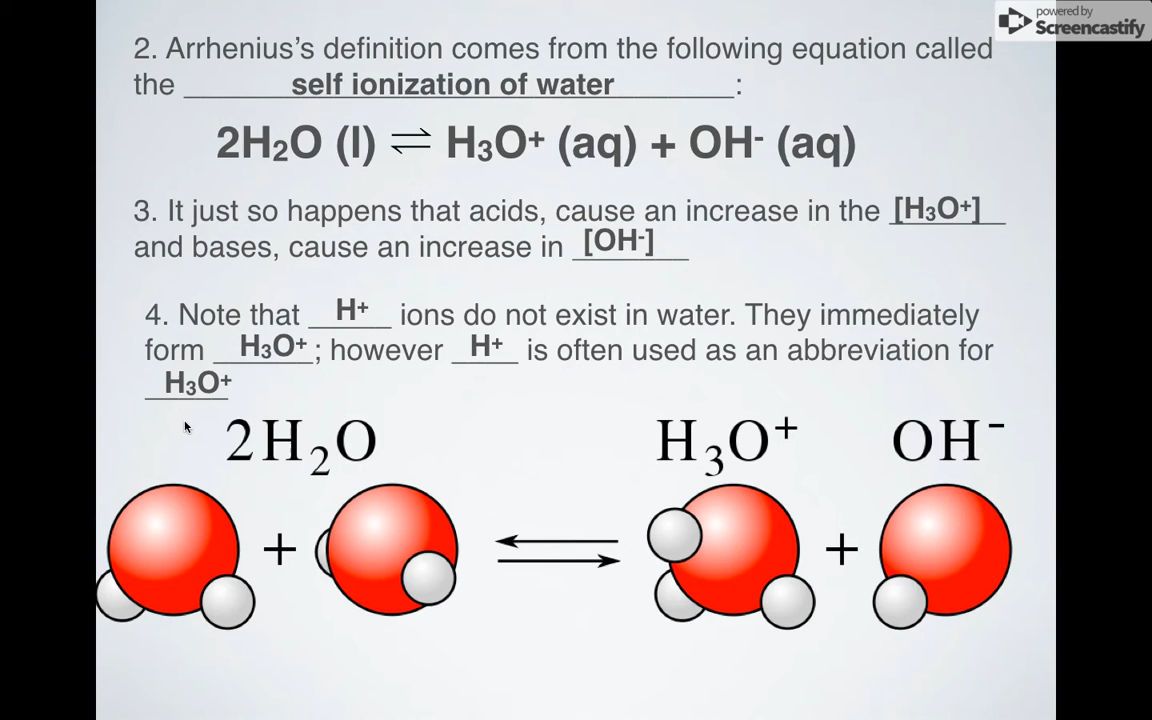 powered by
Screencastify
2. Arrhenius's definition comes from the following equation called
the ______self ionization of water_______:
2H₂O (l) ⇌ H₃O⁺ (aq) + OH⁻ (aq)
3. It just so happens that acids, cause an increase in the [H₃O⁺]
and bases, cause an increase in [OH⁻]
4. Note that H⁺ ions do not exist in water. They immediately
form H₃O⁺; however H⁺ is often used as an abbreviation for
H₃O⁺
2H₂O H₃O⁺ OH⁻
+ ⇌ +